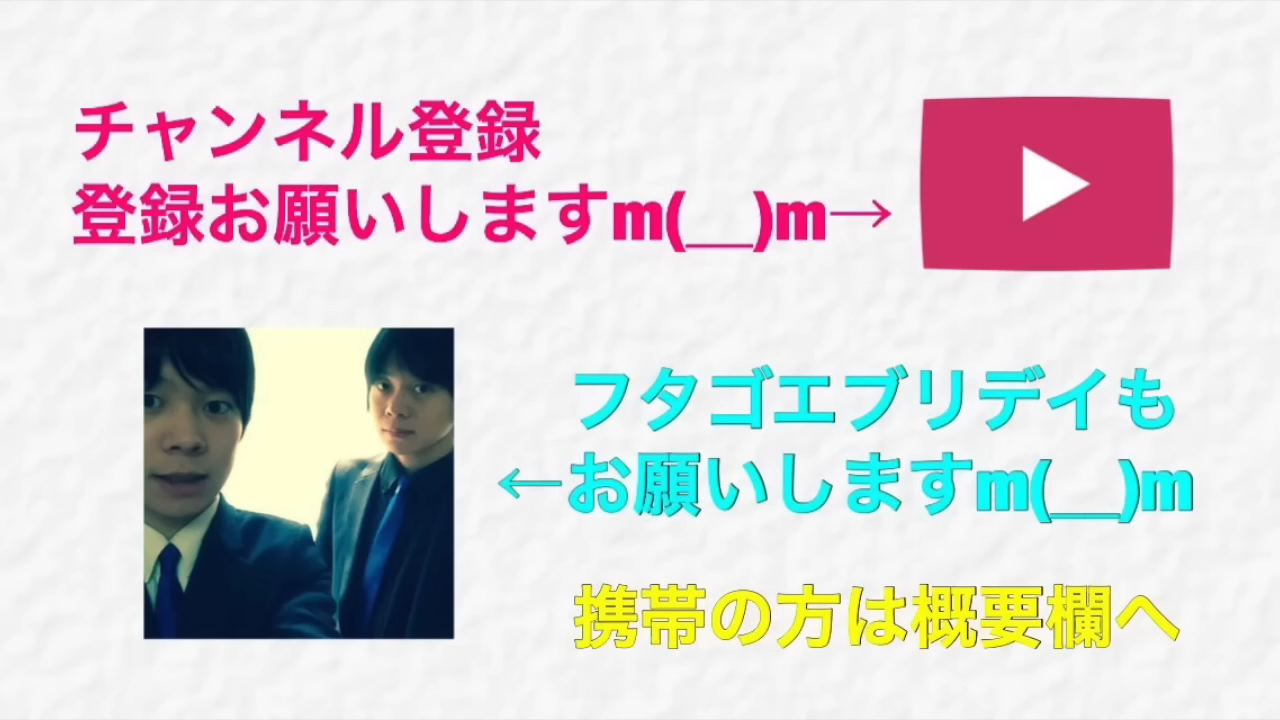 チャンネル登録
登録お願いしますm(__)m→
フタゴエブリデイも
←お願いしますm(__)m
携帯の方は概要欄へ